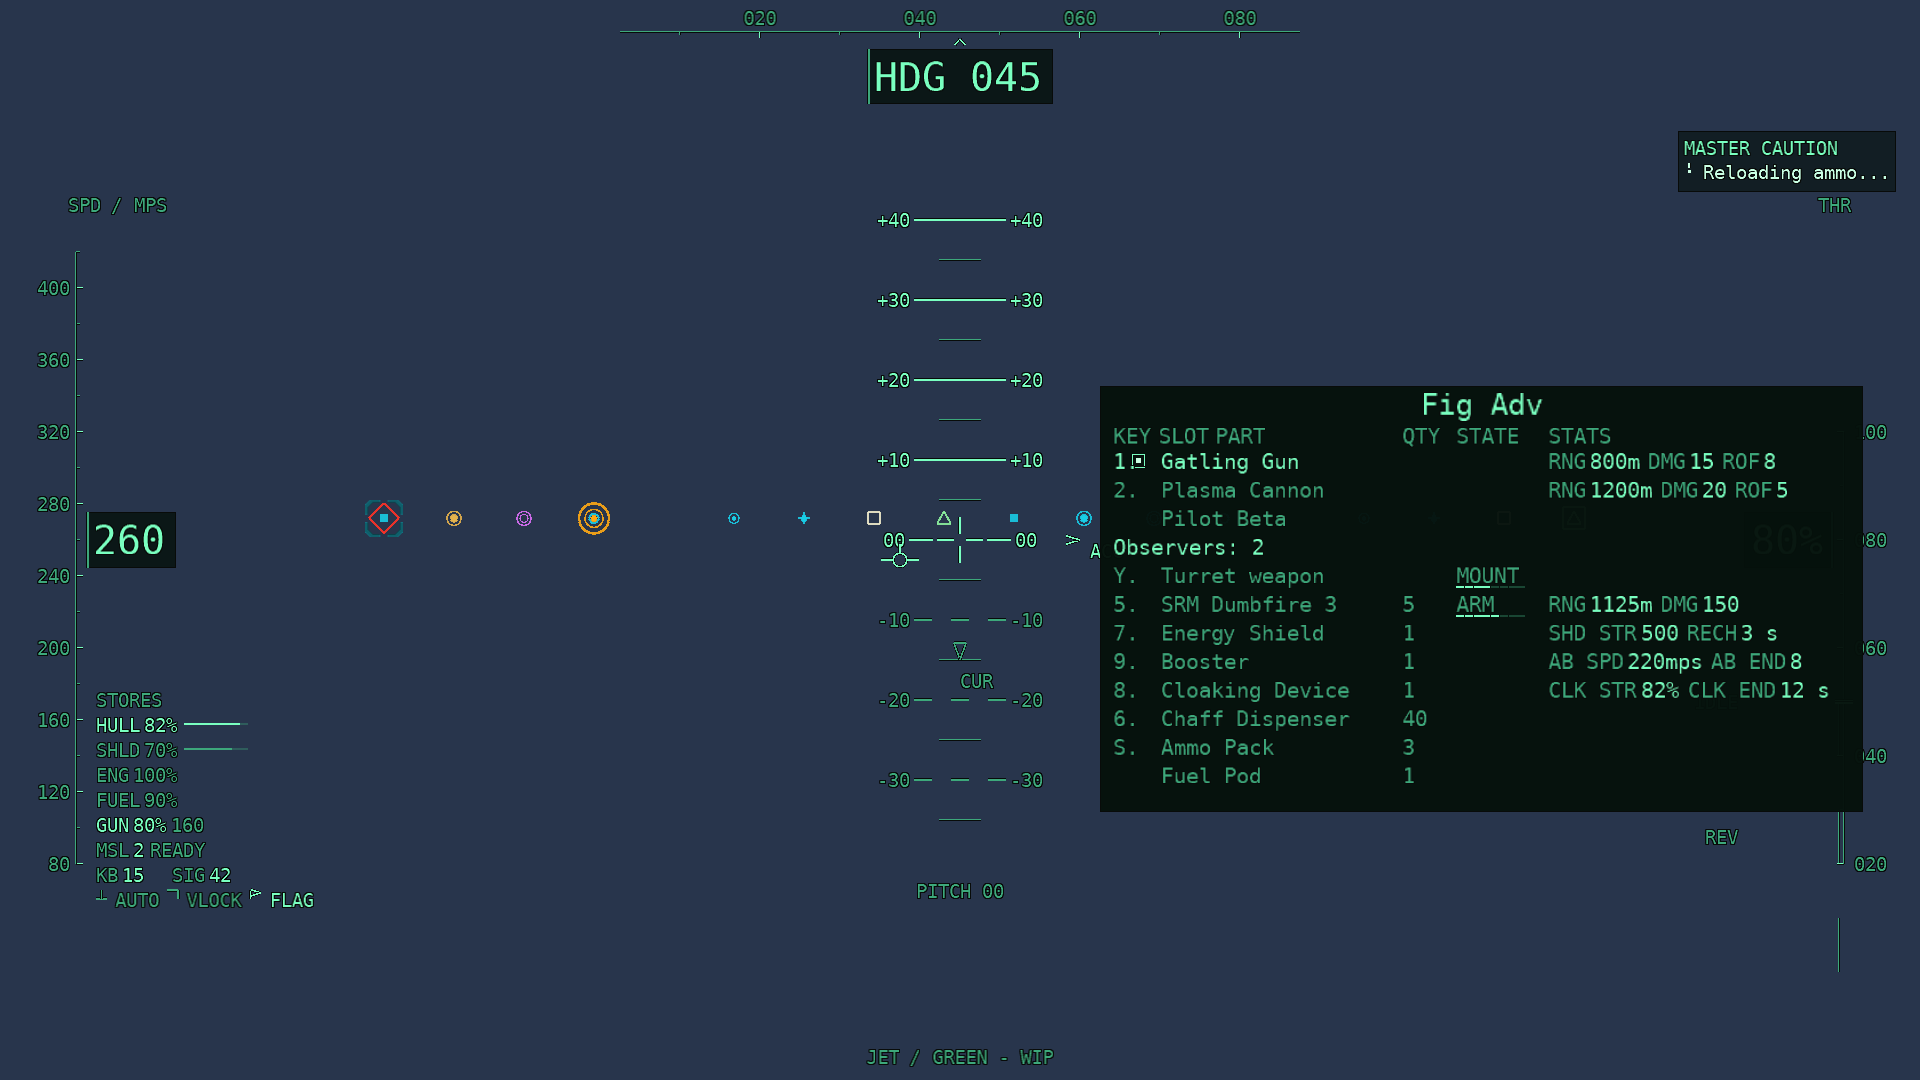 020 040 060 080
HDG 045
MASTER CAUTION
Reloading ammo...
SPD / MPS
THR
+40 +40
400
+30 +30
360
+20 +20
320
+10 +10
280
260
00 00
240
-10 -10
200
CUR
-20 -20
160
-30 -30
120
80
Fig Adv
KEY SLOT PART QTY STATE STATS
1. Gatling Gun RNG 800m DMG 15 ROF 8
2. Plasma Cannon RNG 1200m DMG 20 ROF 5
Pilot Beta
Observers: 2
Y. Turret weapon MOUNT
5. SRM Dumbfire 3 5 ARM RNG 1125m DMG 150
7. Energy Shield 1 SHD STR 500 RECH 3 s
9. Booster 1 AB SPD 220mps AB END 8
8. Cloaking Device 1 CLK STR 82% CLK END 12 s
6. Chaff Dispenser 40
S. Ammo Pack 3
Fuel Pod 1
80%
REV
020
STORES
HULL 82%
SHLD 70%
ENG 100%
FUEL 90%
GUN 80% 160
MSL 2 READY
KB 15 SIG 42
AUTO VLOCK FLAG
PITCH 00
JET / GREEN - WIP